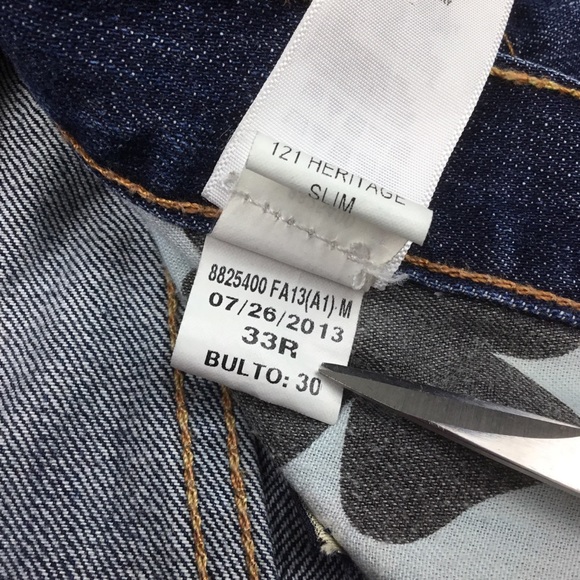 121 HERITAGE
SLIM
8825400 FA13(A1)-M
07/26/2013
33R
BULTO: 30